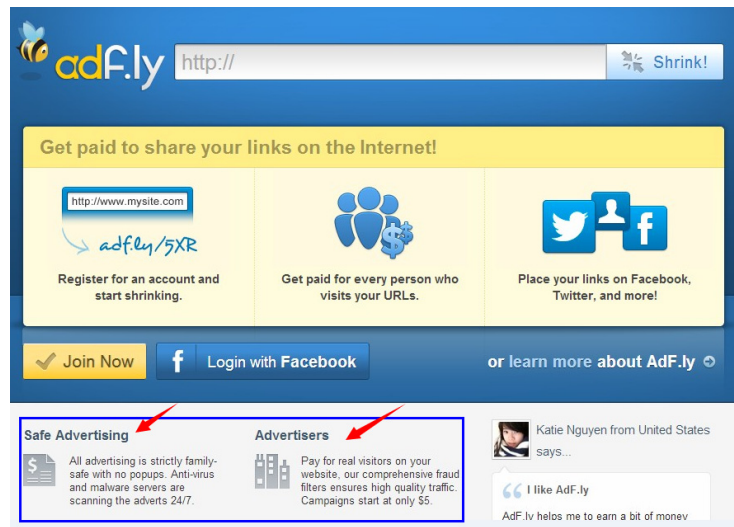 adf.ly
http://
Shrink!
Get paid to share your links on the Internet!
http://www.mysite.com
adf.ly/5XR
Register for an account and
start shrinking.
Get paid for every person who
visits your URLs.
Place your links on Facebook,
Twitter, and more!
Join Now
f Login with Facebook
or learn more about AdF.ly
Safe Advertising
All advertising is strictly family-
safe with no popups. Anti-virus
and malware servers are
scanning the adverts 24/7.
Advertisers
Pay for real visitors on your
website, our comprehensive fraud
filters ensures high quality traffic.
Campaigns start at only $5.
Katie Nguyen from United States
says...
I like AdF.ly
AdF.ly helps me to earn a bit of money